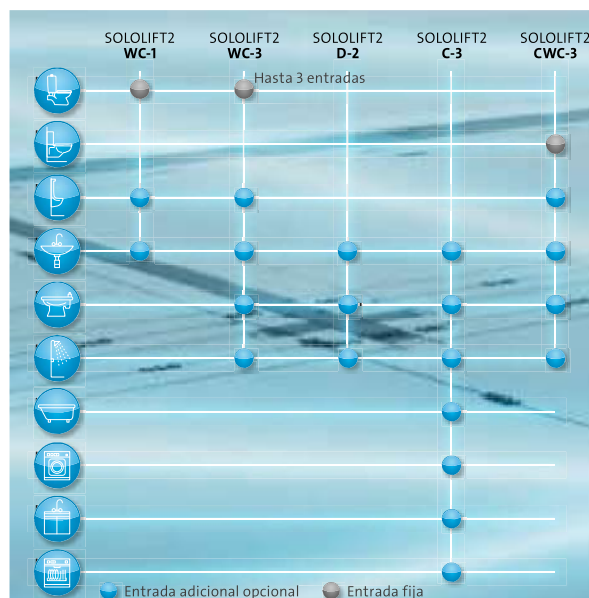 SOLOLIFT2 SOLOLIFT2 SOLOLIFT2 SOLOLIFT2 SOLOLIFT2
WC-1 WC-3 D-2 C-3 CWC-3
Hasta 3 entradas
Entrada adicional opcional Entrada fija